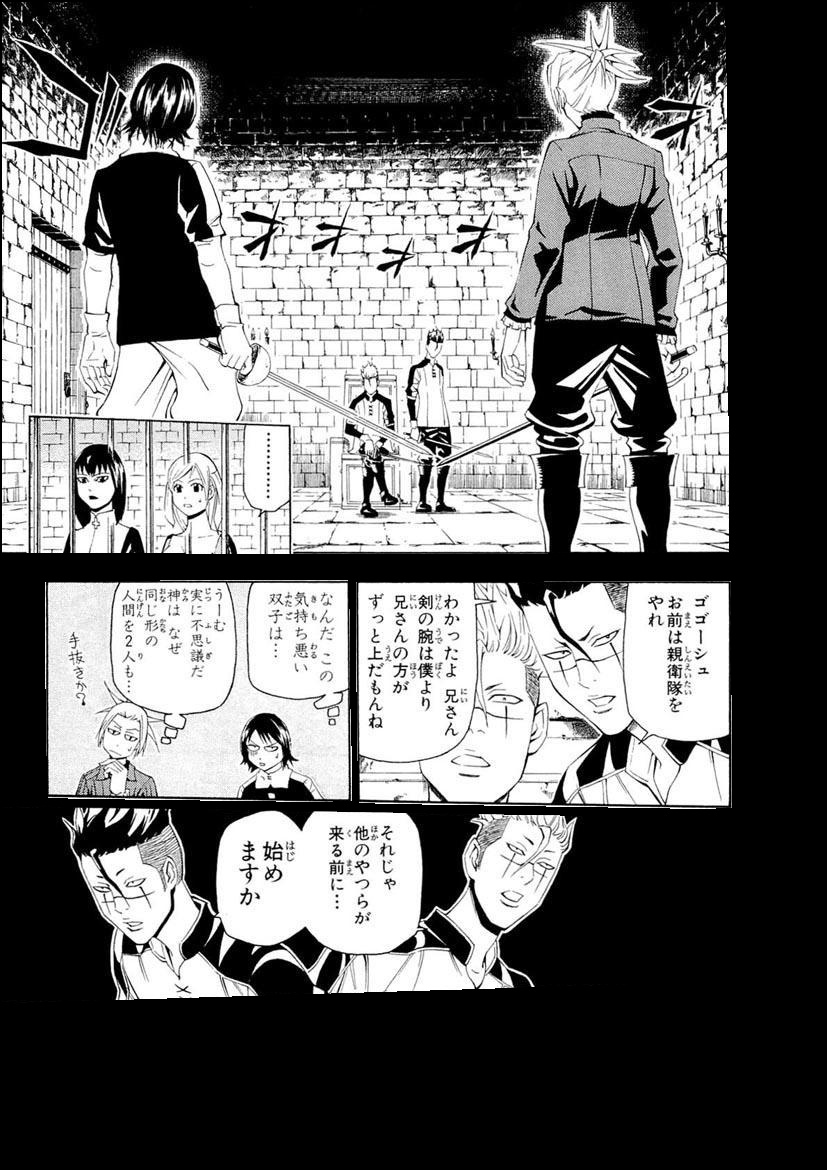 オオオオオ
………
ゴゴーシュ
お前は親衛隊を
やれ
わかったよ 兄さん
剣の腕は僕より
兄さんの方が
ずっと上だもんね
なんだ この
気持ち悪い
双子は…
うーむ
実に不思議だ
神は なぜ
同じ形の
人間を2人も…
手抜きか?
それじゃ
他のやつらが
来る前に…
始め
ますか